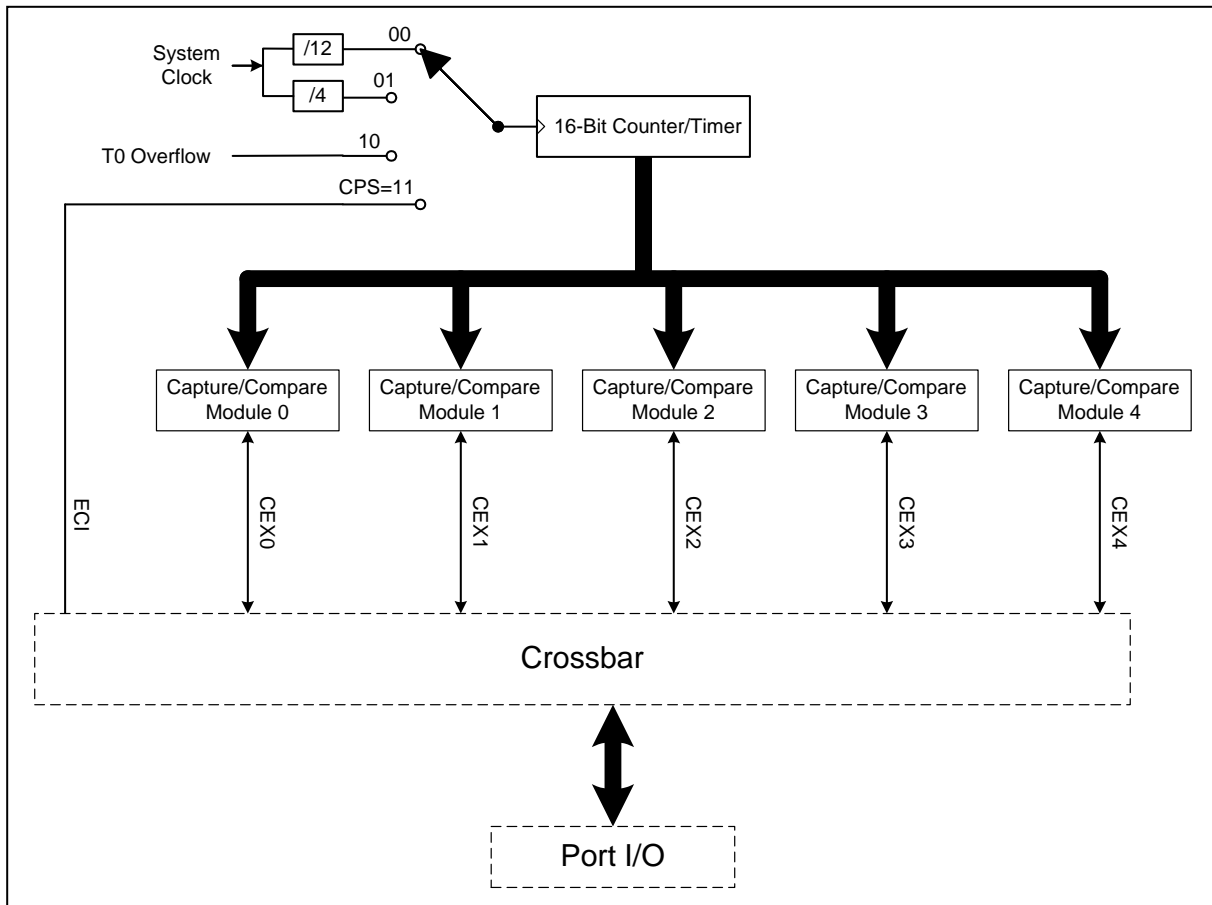 System
Clock
/12
00
/4
01
T0 Overflow
10
CPS=11
16-Bit Counter/Timer
Capture/Compare
Module 0
Capture/Compare
Module 1
Capture/Compare
Module 2
Capture/Compare
Module 3
Capture/Compare
Module 4
ECI
CEX0
CEX1
CEX2
CEX3
CEX4
Crossbar
Port I/O